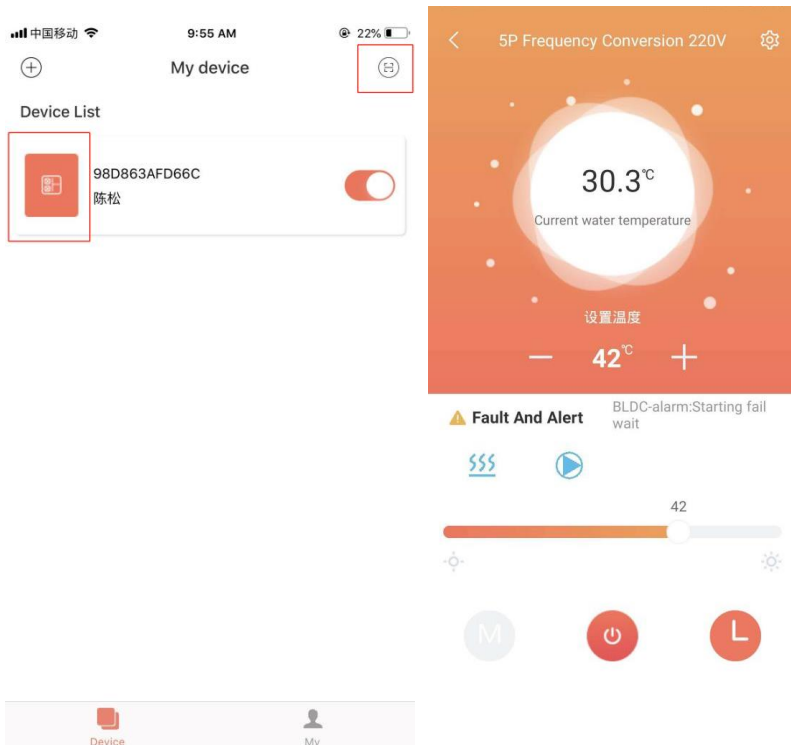 中国移动 9:55 AM 22%
My device
Device List
98D863AFD66C
陈松
Device
My
5P Frequency Conversion 220V
30.3℃
Current water temperature
设置温度
42℃
Fault And Alert
BLDC-alarm:Starting fail
wait
42
M